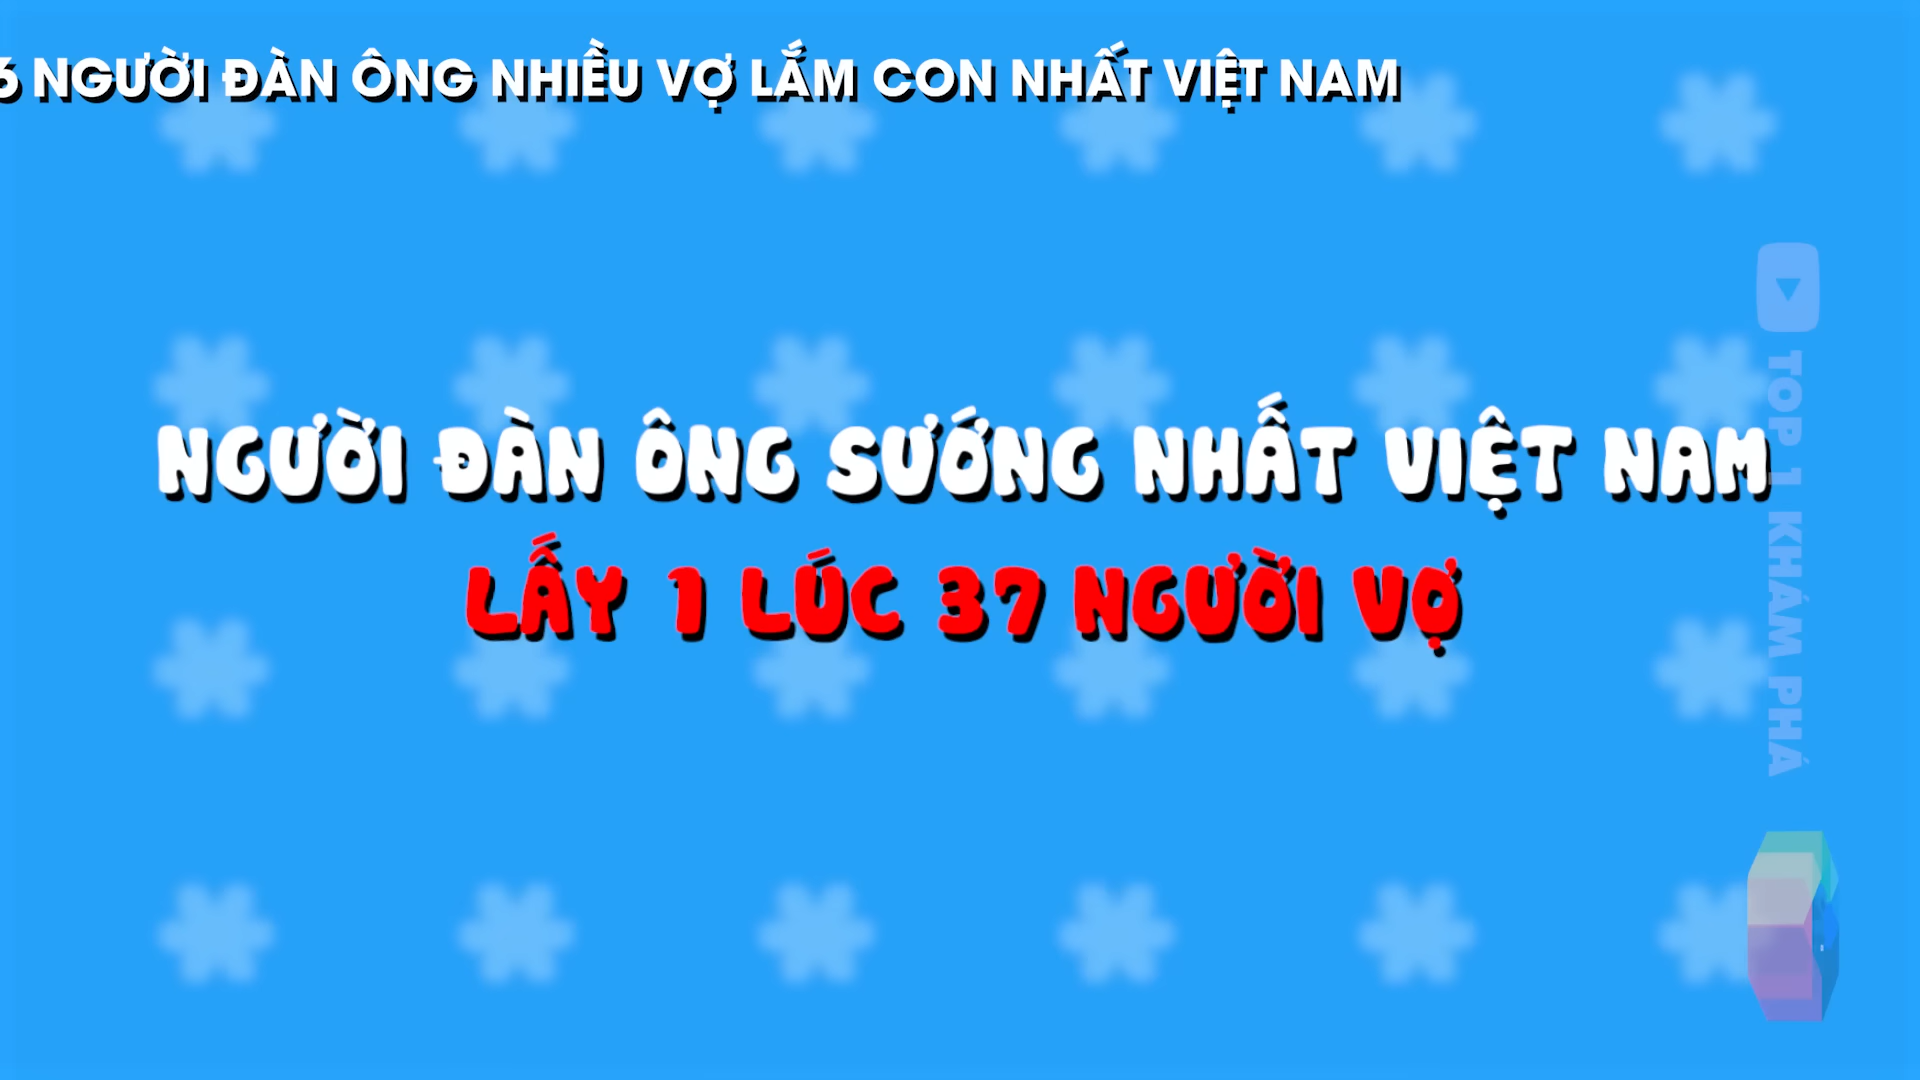 6 NGƯỜI ĐÀN ÔNG NHIỀU VỢ LẮM CON NHẤT VIỆT NAM
NGƯỜI ĐÀN ÔNG SƯỚNG NHẤT VIỆT NAM
LẤY 1 LÚC 37 NGƯỜI VỢ
TOP 1 KHÁM PHÁ